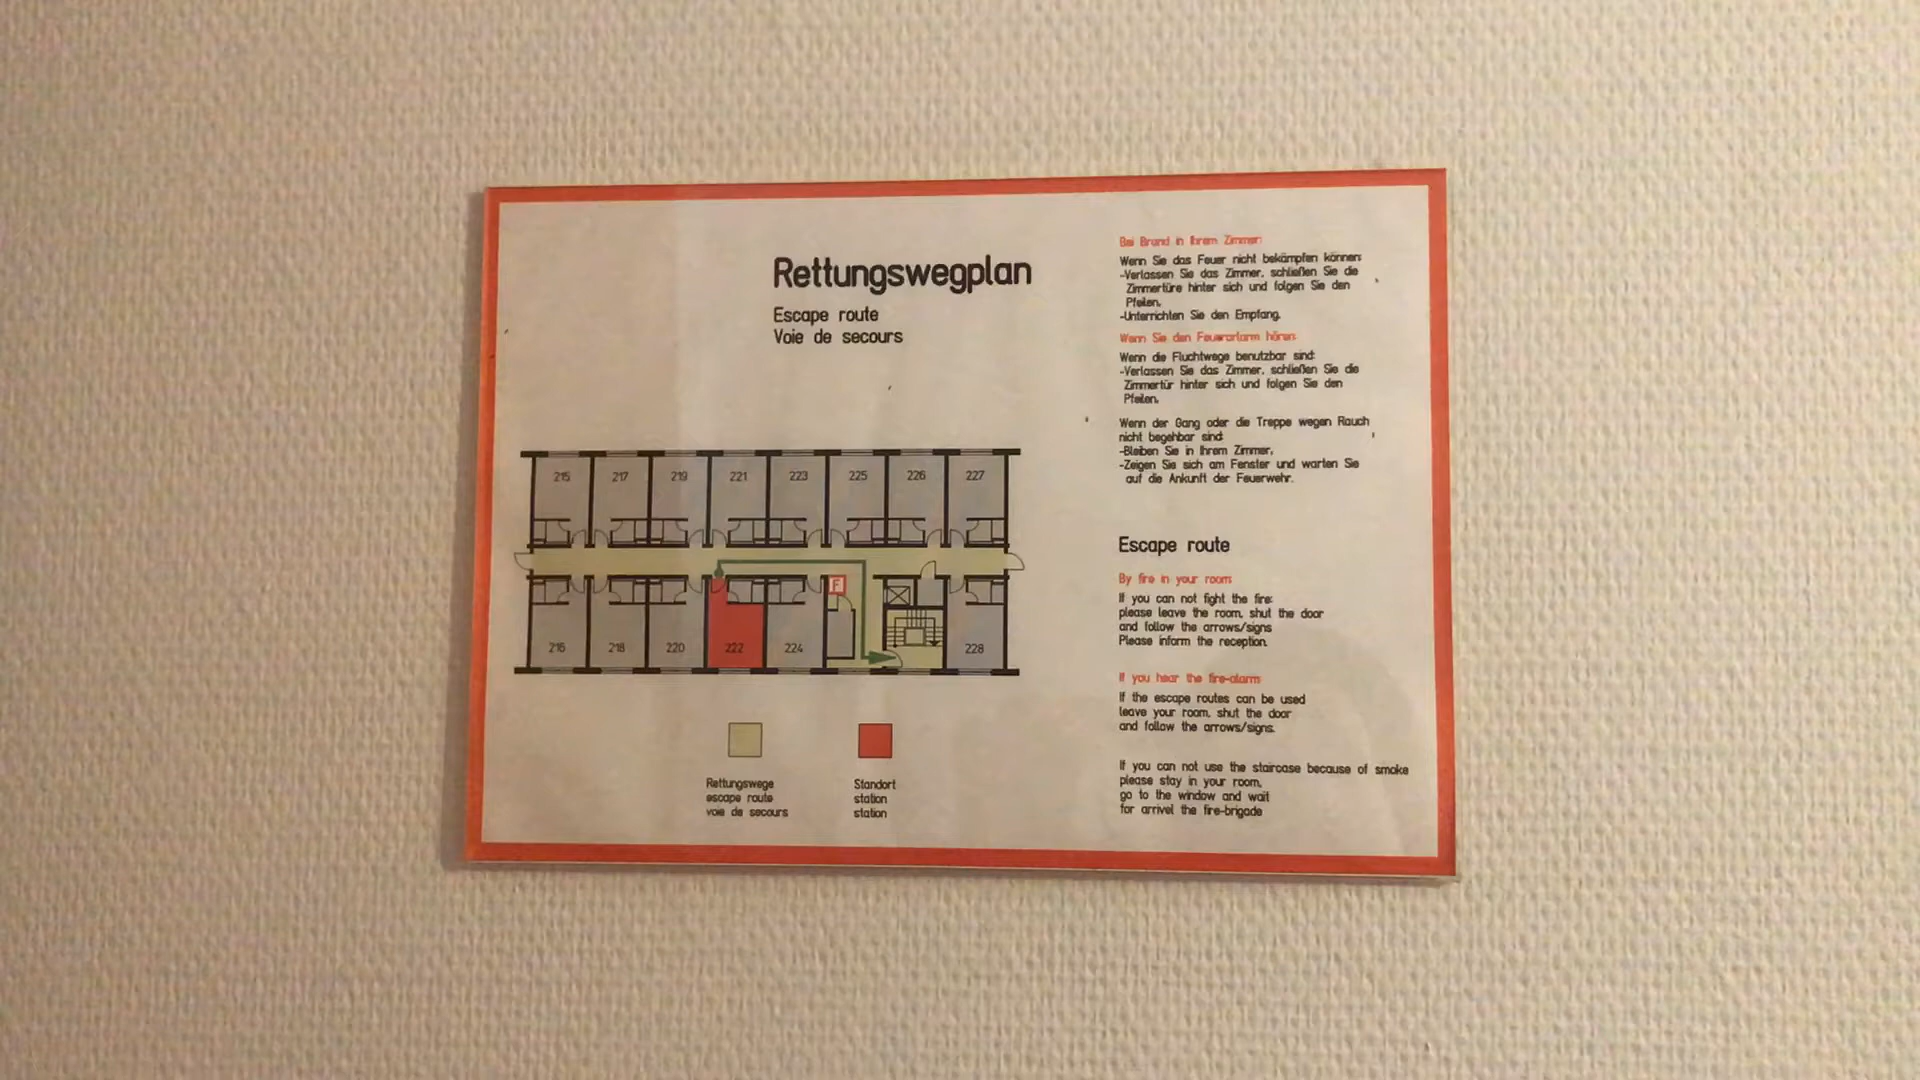 Rettungswegplan
Escape route
Voie de secours
215 217 219 221 223 225 226 227
F
216 218 220 222 224 228
Rettungswege
escape route
voie de secours
Standort
station
station
Bei Brand in Ihrem Zimmer:
Wenn Sie das Feuer nicht bekämpfen können:
-Verlassen Sie das Zimmer, schließen Sie die
Zimmertüre hinter sich und folgen Sie den
Pfeilen.
-Unterrichten Sie den Empfang.
Wenn Sie den Feueralarm hören:
Wenn die Fluchtwege benutzbar sind:
-Verlassen Sie das Zimmer, schließen Sie die
Zimmertür hinter sich und folgen Sie den
Pfeilen.
Wenn der Gang oder die Treppe wegen Rauch
nicht begehbar sind:
-Bleiben Sie in Ihrem Zimmer,
-Zeigen Sie sich am Fenster und warten Sie
auf die Ankunft der Feuerwehr.
Escape route
By fire in your room:
If you can not fight the fire:
please leave the room, shut the door
and follow the arrows/signs
Please inform the reception.
If you hear the fire-alarm:
If the escape routes can be used
leave your room, shut the door
and follow the arrows/signs.
If you can not use the staircase because of smoke
please stay in your room,
go to the window and wait
for arrivel the fire-brigade